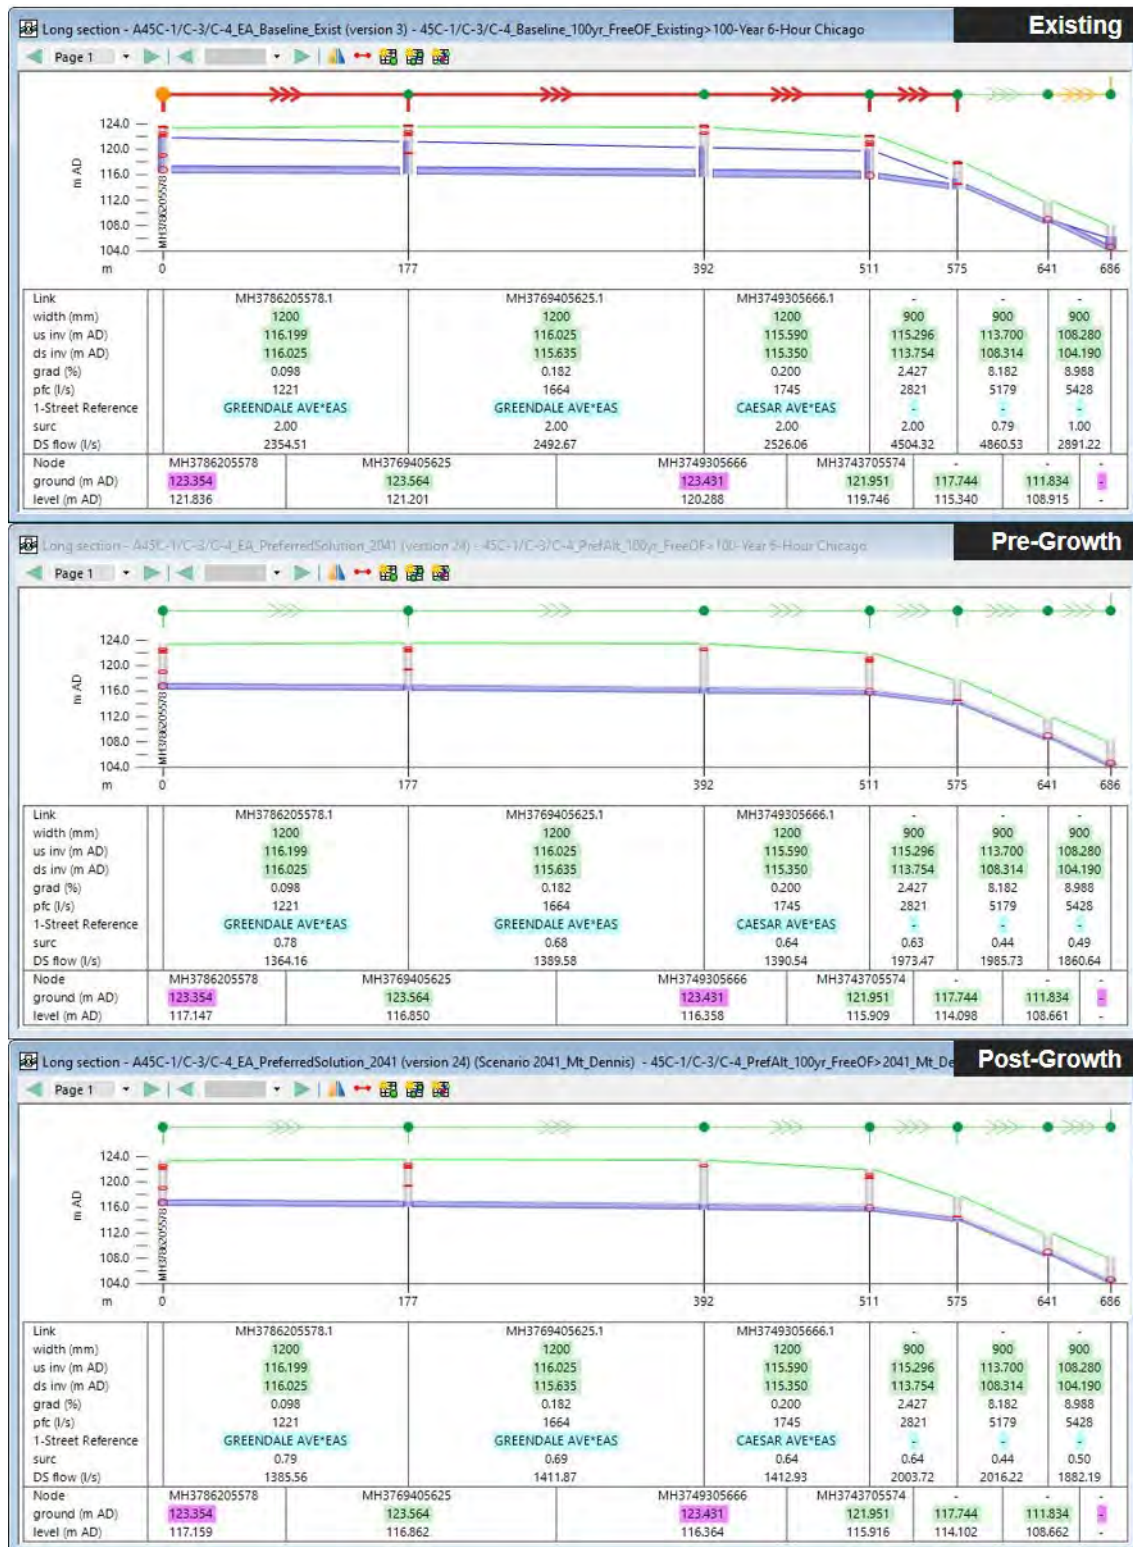 Long section - A45C-1/C-3/C-4_EA_Baseline_Exist (version 3) - 45C-1/C-3/C-4_Baseline_100yr_FreeOF_Existing>100-Year 6-Hour Chicago Existing
Page 1
124.0
120.0
116.0
112.0
108.0
104.0
m AD
MH3786205578
m 0 177 392 511 575 641 686
Link MH3786205578.1 MH3769405625.1 MH3749305666.1 - - -
width (mm) 1200 1200 1200 900 900 900
us inv (m AD) 116.199 116.025 115.590 115.296 113.700 108.280
ds inv (m AD) 116.025 115.635 115.350 113.754 108.314 104.190
grad (%) 0.098 0.182 0.200 2.427 8.182 8.988
pfc (l/s) 1221 1664 1745 2821 5179 5428
1-Street Reference GREENDALE AVE*EAS GREENDALE AVE*EAS CAESAR AVE*EAS - - -
surc 2.00 2.00 2.00 2.00 0.79 1.00
DS flow (l/s) 2354.51 2492.67 2526.06 4504.32 4860.53 2891.22
Node MH3786205578 MH3769405625 MH3749305666 MH3743705574 - - -
ground (m AD) 123.354 123.564 123.431 121.951 117.744 111.834 -
level (m AD) 121.836 121.201 120.288 119.746 115.340 108.915 -
Long section - A45C-1/C-3/C-4_EA_PreferredSolution_2041 (version 24) - 45C-1/C-3/C-4_PrefAlt_100yr_FreeOF>100-Year 6-Hour Chicago Pre-Growth
Page 1
124.0
120.0
116.0
112.0
108.0
104.0
m AD
MH3786205578
m 0 177 392 511 575 641 686
Link MH3786205578.1 MH3769405625.1 MH3749305666.1 - - -
width (mm) 1200 1200 1200 900 900 900
us inv (m AD) 116.199 116.025 115.590 115.296 113.700 108.280
ds inv (m AD) 116.025 115.635 115.350 113.754 108.314 104.190
grad (%) 0.098 0.182 0.200 2.427 8.182 8.988
pfc (l/s) 1221 1664 1745 2821 5179 5428
1-Street Reference GREENDALE AVE*EAS GREENDALE AVE*EAS CAESAR AVE*EAS - - -
surc 0.78 0.68 0.64 0.63 0.44 0.49
DS flow (l/s) 1364.16 1389.58 1390.54 1973.47 1985.73 1860.64
Node MH3786205578 MH3769405625 MH3749305666 MH3743705574 - - -
ground (m AD) 123.354 123.564 123.431 121.951 117.744 111.834 -
level (m AD) 117.147 116.850 116.358 115.909 114.098 108.661 -
Long section - A45C-1/C-3/C-4_EA_PreferredSolution_2041 (version 24) (Scenario 2041_Mt_Dennis) - 45C-1/C-3/C-4_PrefAlt_100yr_FreeOF>2041_Mt_De Post-Growth
Page 1
124.0
120.0
116.0
112.0
108.0
104.0
m AD
MH3786205578
m 0 177 392 511 575 641 686
Link MH3786205578.1 MH3769405625.1 MH3749305666.1 - - -
width (mm) 1200 1200 1200 900 900 900
us inv (m AD) 116.199 116.025 115.590 115.296 113.700 108.280
ds inv (m AD) 116.025 115.635 115.350 113.754 108.314 104.190
grad (%) 0.098 0.182 0.200 2.427 8.182 8.988
pfc (l/s) 1221 1664 1745 2821 5179 5428
1-Street Reference GREENDALE AVE*EAS GREENDALE AVE*EAS CAESAR AVE*EAS - - -
surc 0.79 0.69 0.64 0.64 0.44 0.50
DS flow (l/s) 1385.56 1411.87 1412.93 2003.72 2016.22 1882.19
Node MH3786205578 MH3769405625 MH3749305666 MH3743705574 - - -
ground (m AD) 123.354 123.564 123.431 121.951 117.744 111.834 -
level (m AD) 117.159 116.862 116.364 115.916 114.102 108.662 -